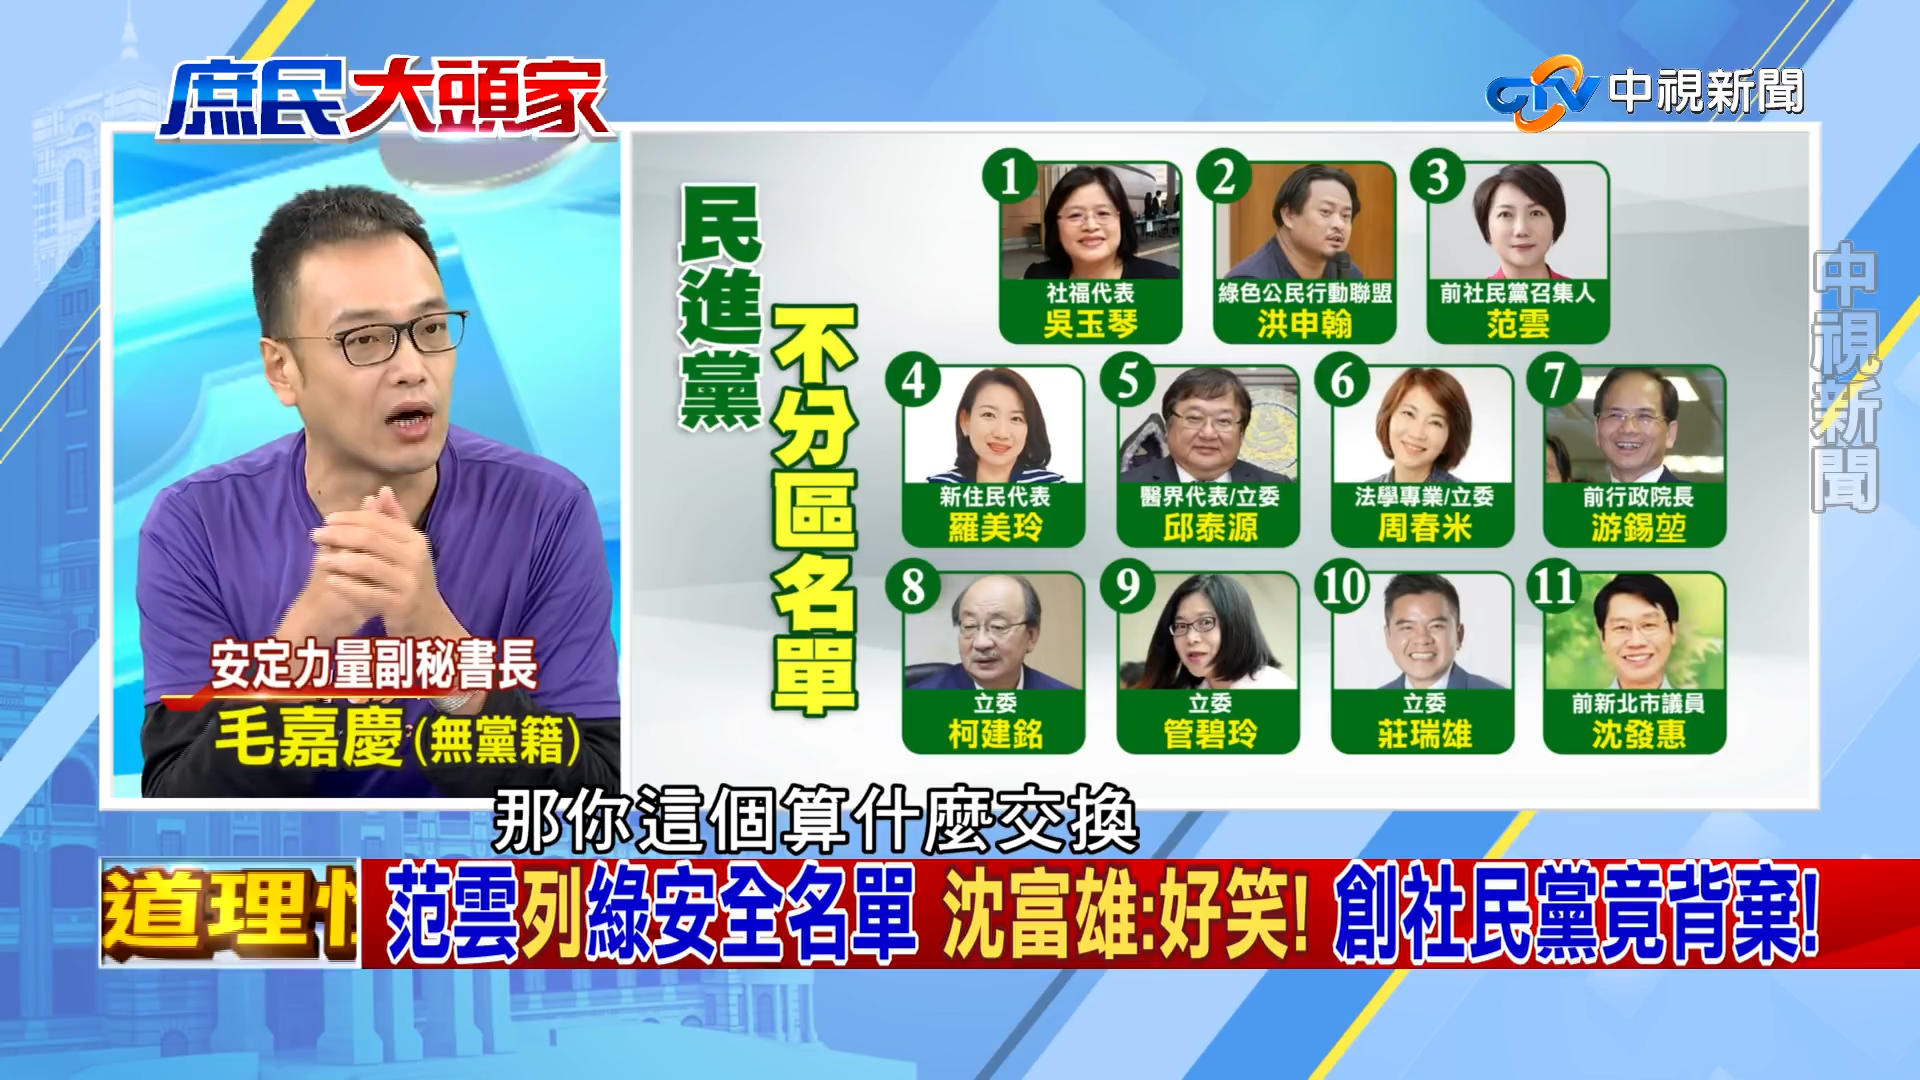 庶民大頭家
CTV 中視新聞
中視新聞
民進黨
不分區名單
1
社福代表
吳玉琴
2
綠色公民行動聯盟
洪申翰
3
前社民黨召集人
范雲
4
新住民代表
羅美玲
5
醫界代表/立委
邱泰源
6
法學專業/立委
周春米
7
前行政院長
游錫堃
8
立委
柯建銘
9
立委
管碧玲
10
立委
莊瑞雄
11
前新北市議員
沈發惠
安定力量副秘書長
毛嘉慶(無黨籍)
那你這個算什麼交換
道理
范雲列綠安全名單 沈富雄:好笑! 創社民黨竟背棄!